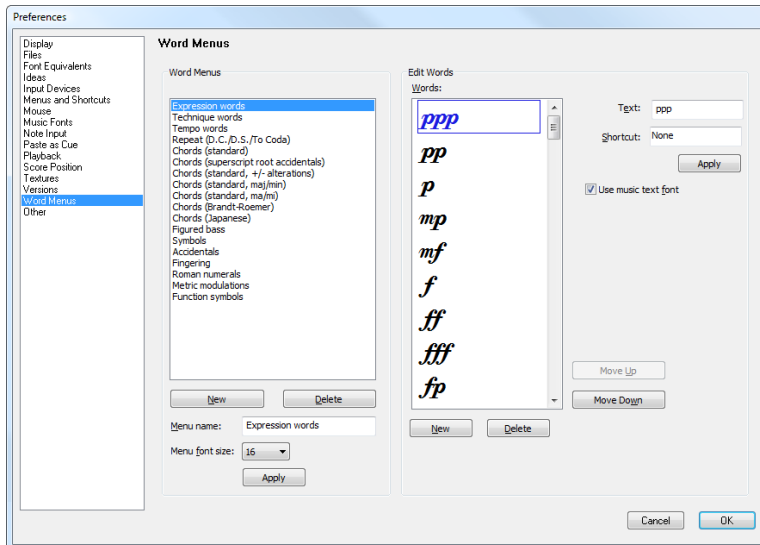 Preferences
Display
Files
Font Equivalents
Ideas
Input Devices
Menus and Shortcuts
Mouse
Music Fonts
Note Input
Paste as Cue
Playback
Score Position
Textures
Versions
Word Menus
Other
Word Menus
Word Menus
Expression words
Technique words
Tempo words
Repeat (D.C./D.S./To Coda)
Chords (standard)
Chords (superscript root accidentals)
Chords (standard, +/- alterations)
Chords (standard, maj/min)
Chords (standard, ma/mi)
Chords (Brandt-Roemer)
Chords (Japanese)
Figured bass
Symbols
Accidentals
Fingering
Roman numerals
Metric modulations
Function symbols
New Delete
Menu name: Expression words
Menu font size: 16
Apply
Edit Words
Words:
ppp
pp
p
mp
mf
f
ff
fff
fp
New Delete
Text: ppp
Shortcut: None
Apply
Use music text font
Move Up
Move Down
Cancel OK